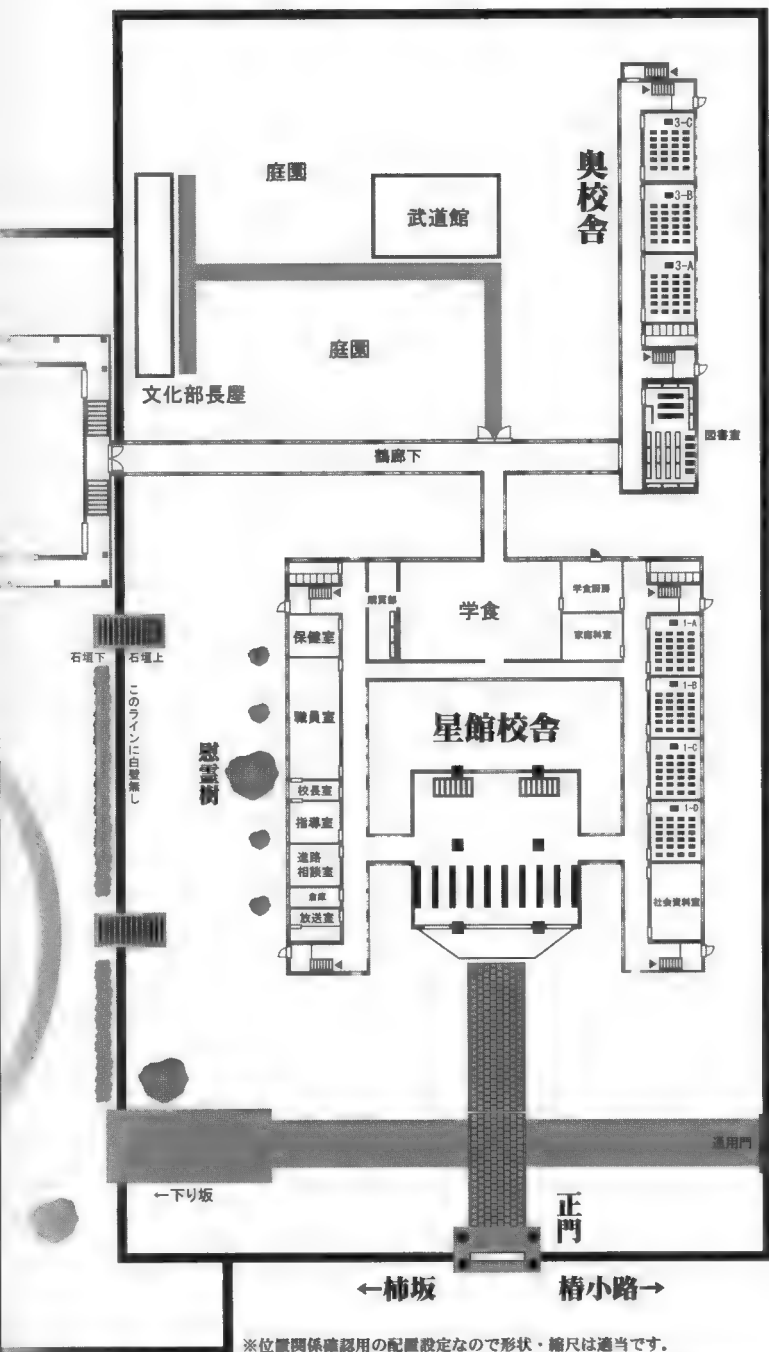 庭園
武道館
奥校舎
3-C
3-B
3-A
庭園
文化部長屋
図書室
鶴廊下
購買部
学食
学食厨房
家庭科室
保健室
職員室
校長室
指導室
進路
相談室
倉庫
放送室
1-A
1-B
1-C
1-D
社会資料室
星館校舎
慰霊樹
石垣下
石垣上
このラインに白壁無し
通用門
←下り坂
正門
←柿坂
椿小路→
※位置関係確認用の配置設定なので形状・縮尺は適当です。